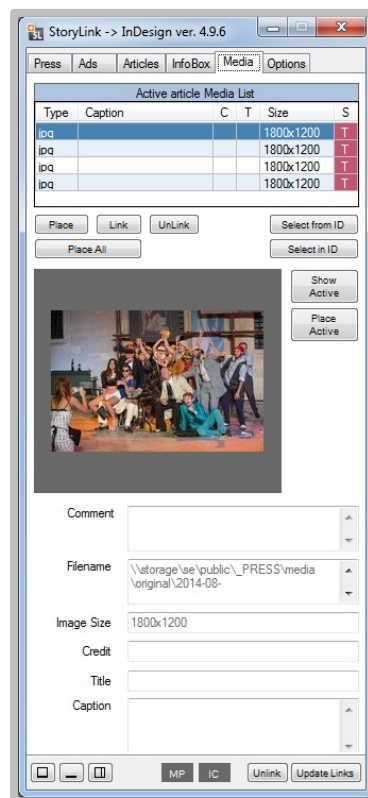 StoryLink -> InDesign ver. 4.9.6
Press Ads Articles InfoBox Media Options
Active article Media List
Type Caption C T Size S
jpg 1800x1200 T
jpg 1800x1200 T
jpg 1800x1200 T
jpg 1800x1200 T
Place Link UnLink Select from ID
Place All Select in ID
Show
Active
Place
Active
Comment
Filename \\storage\se\public\_PRESS\media
\original\2014-08-
Image Size 1800x1200
Credit
Title
Caption
MP IC Unlink Update Links